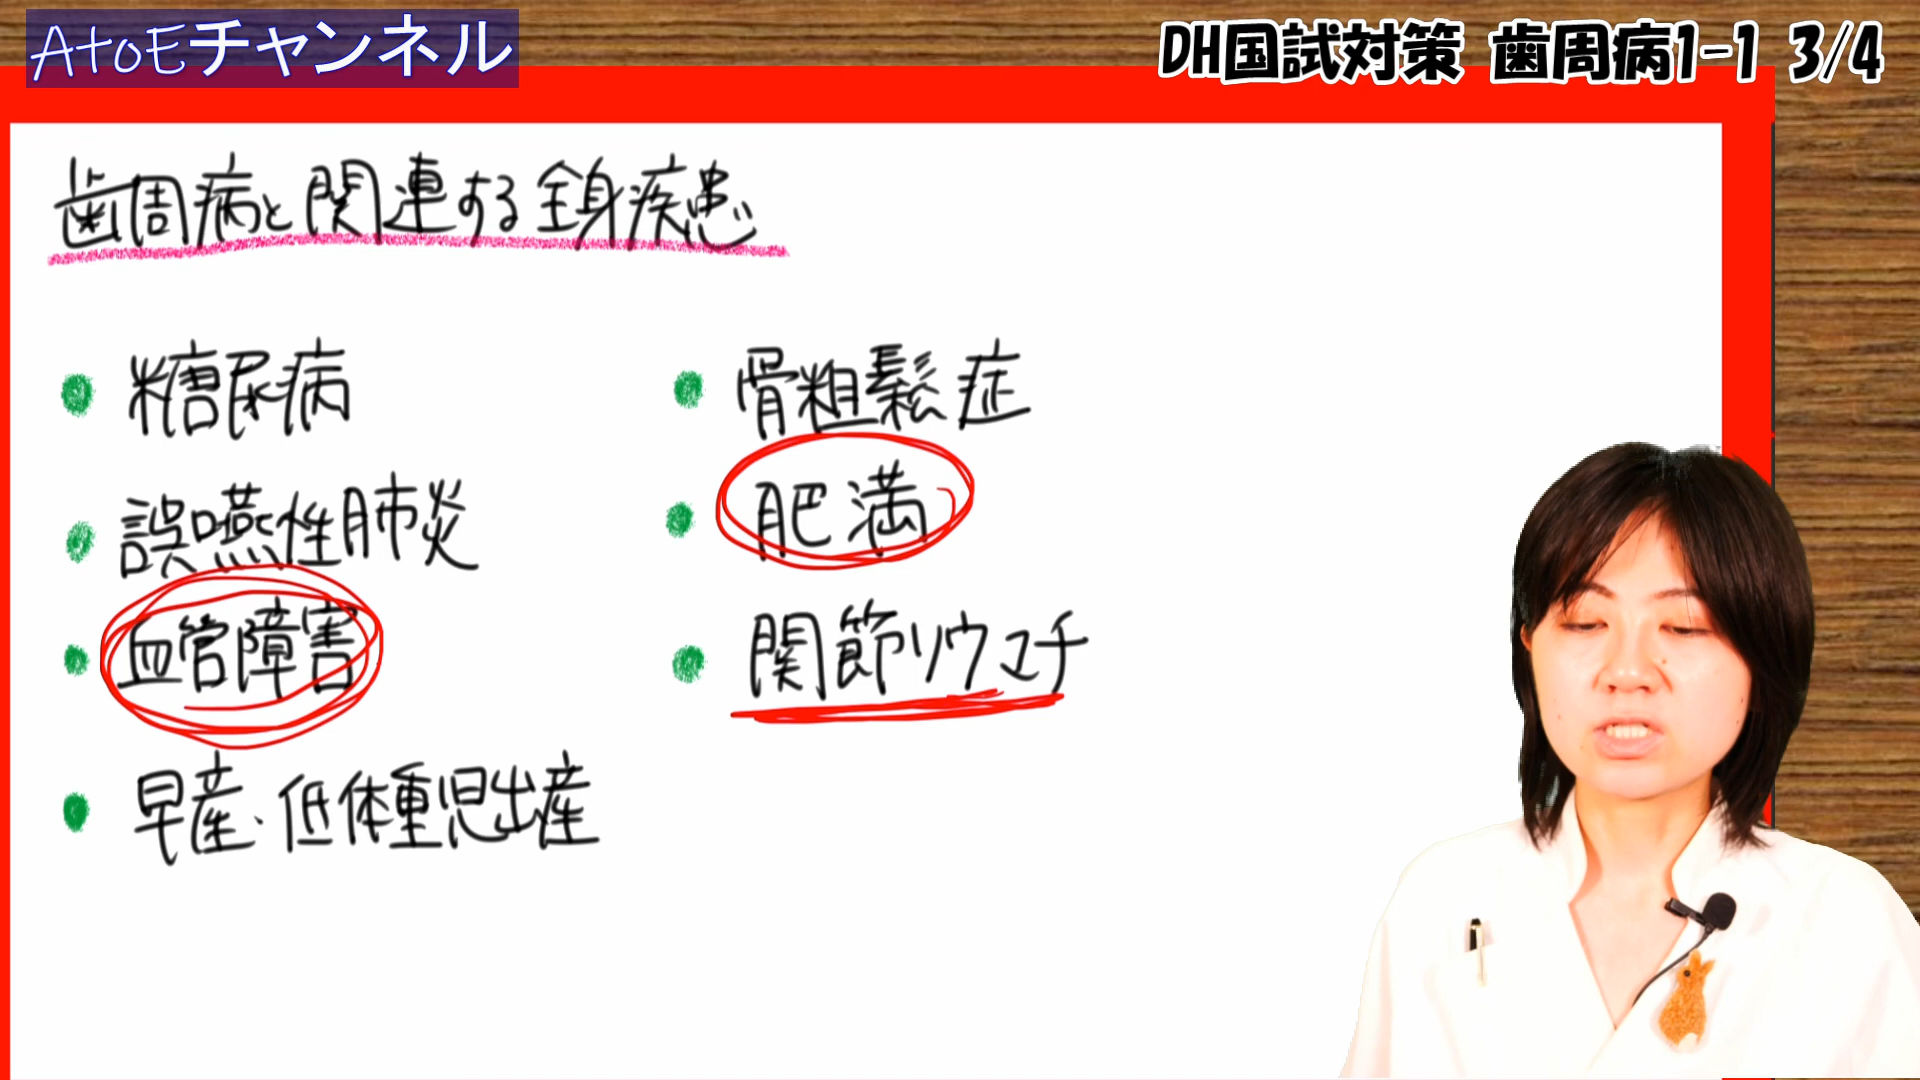 AtoEチャンネル
DH国試対策 歯周病1-1 3/4
歯周病と関連する全身疾患
糖尿病
誤嚥性肺炎
血管障害
早産・低体重児出産
骨粗鬆症
肥満
関節リウマチ